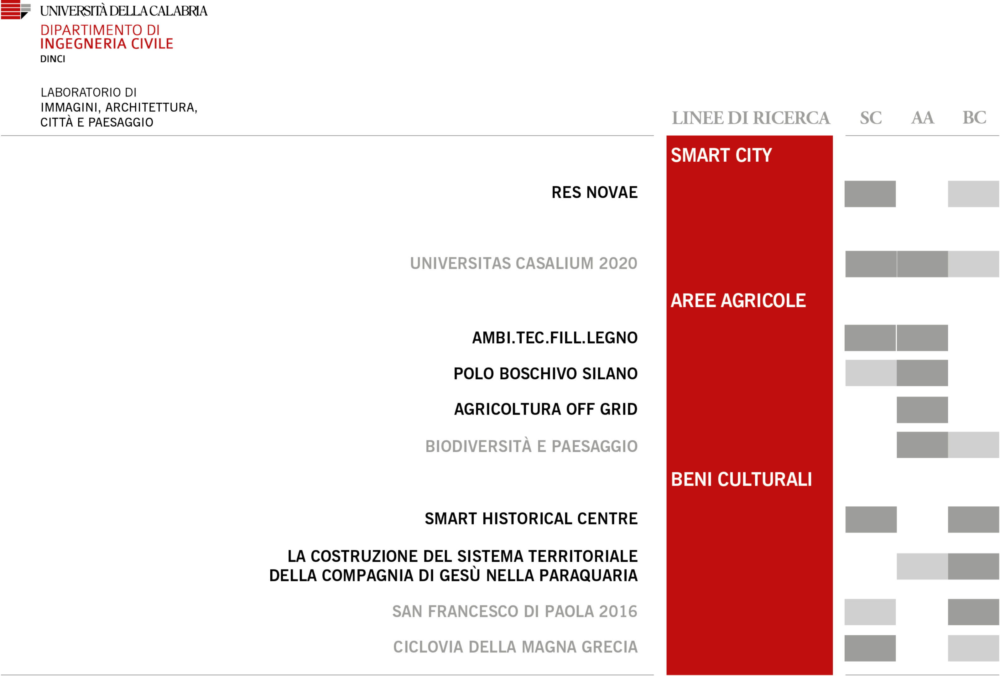 UNIVERSITÀ DELLA CALABRIA
DIPARTIMENTO DI
INGEGNERIA CIVILE
DINCI
LABORATORIO DI
IMMAGINI, ARCHITETTURA,
CITTÀ E PAESAGGIO
LINEE DI RICERCA SC AA BC
SMART CITY
RES NOVAE
UNIVERSITAS CASALIUM 2020
AREE AGRICOLE
AMBI.TEC.FILL.LEGNO
POLO BOSCHIVO SILANO
AGRICOLTURA OFF GRID
BIODIVERSITÀ E PAESAGGIO
BENI CULTURALI
SMART HISTORICAL CENTRE
LA COSTRUZIONE DEL SISTEMA TERRITORIALE
DELLA COMPAGNIA DI GESÙ NELLA PARAQUARIA
SAN FRANCESCO DI PAOLA 2016
CICLOVIA DELLA MAGNA GRECIA